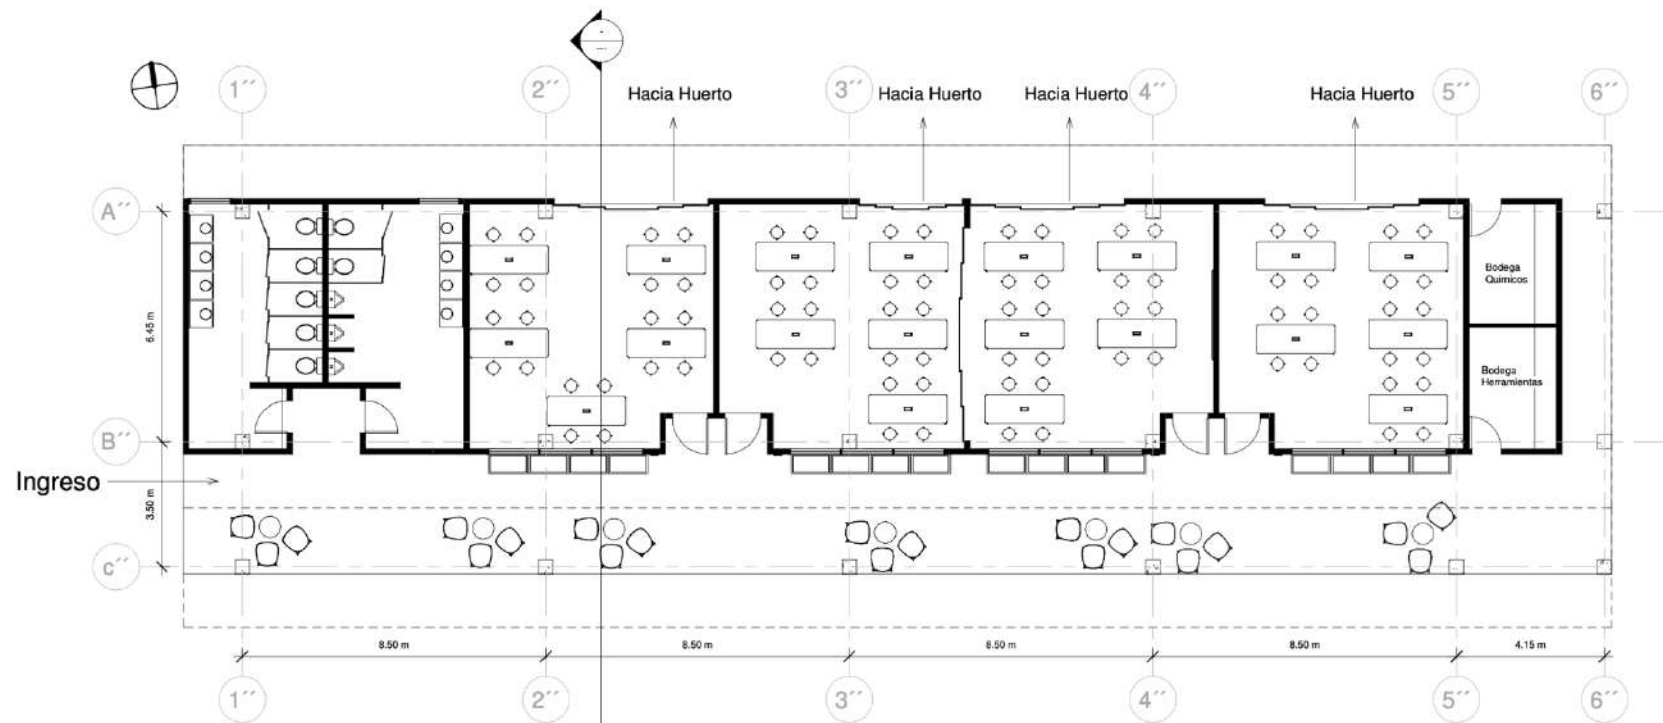 Hacia Huerto
Hacia Huerto
Hacia Huerto
Hacia Huerto
1´´
2´´
3´´
4´´
5´´
6´´
A´´
6.45 m
Bodega
Quimicos
Bodega
Herramientas
B´´
Ingreso
3.50 m
c´´
8.50 m
8.50 m
8.50 m
8.50 m
4.15 m
1´´
2´´
3´´
4´´
5´´
6´´